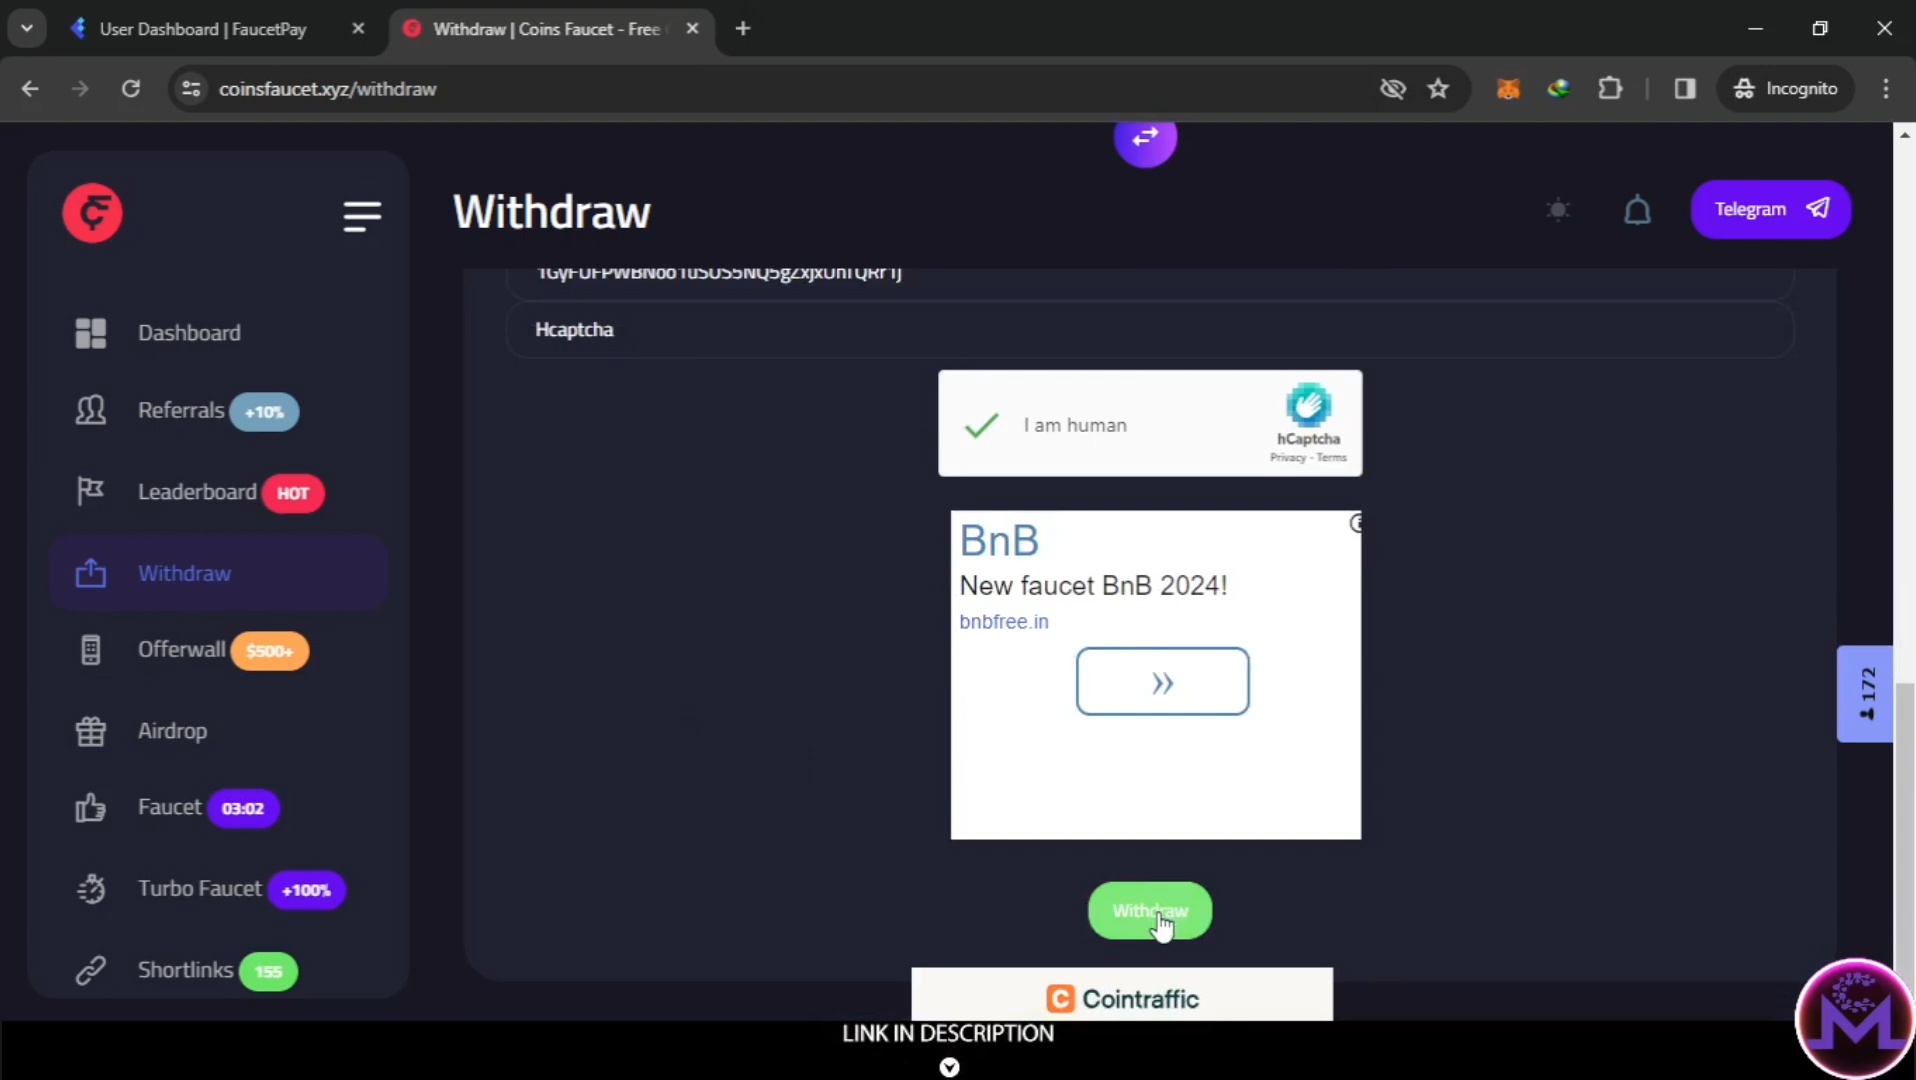 User Dashboard | FaucetPay
Withdraw | Coins Faucet - Free
coinsfaucet.xyz/withdraw
Incognito
Withdraw
Telegram
Dashboard
Referrals +10%
Leaderboard HOT
Withdraw
Offerwall $500+
Airdrop
Faucet 03:02
Turbo Faucet +100%
Shortlinks 155
Hcaptcha
I am human
hCaptcha
Privacy - Terms
BnB
New faucet BnB 2024!
bnbfree.in
»
Withdraw
172
Cointraffic
LINK IN DESCRIPTION